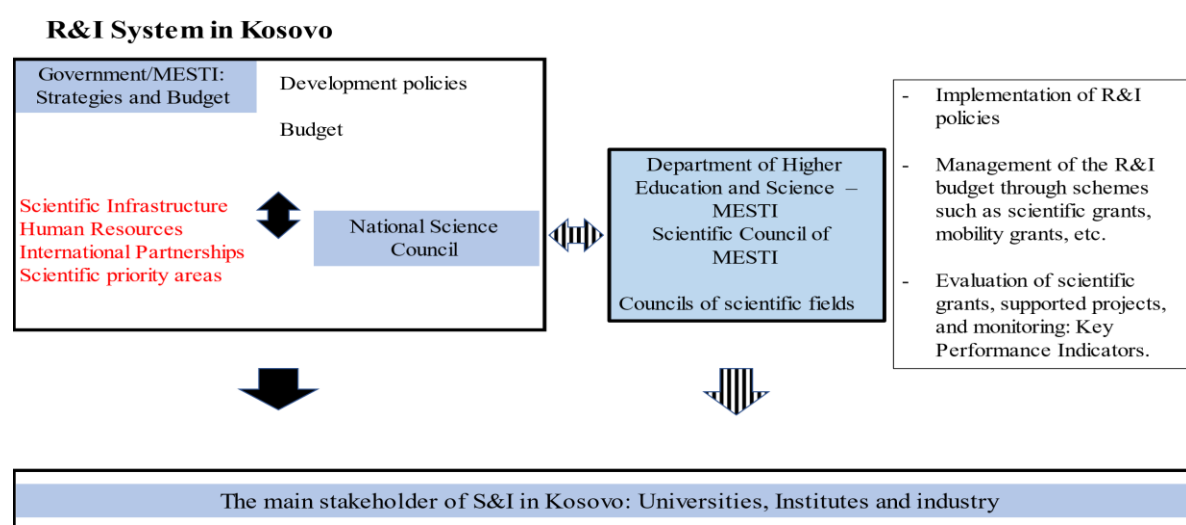 R&I System in Kosovo
Government/MESTI:
Strategies and Budget
Development policies
Budget
Scientific Infrastructure
Human Resources
International Partnerships
Scientific priority areas
National Science
Council
Department of Higher
Education and Science –
MESTI
Scientific Council of
MESTI
Councils of scientific fields
- Implementation of R&I
policies
- Management of the R&I
budget through schemes
such as scientific grants,
mobility grants, etc.
- Evaluation of scientific
grants, supported projects,
and monitoring: Key
Performance Indicators.
The main stakeholder of S&I in Kosovo: Universities, Institutes and industry